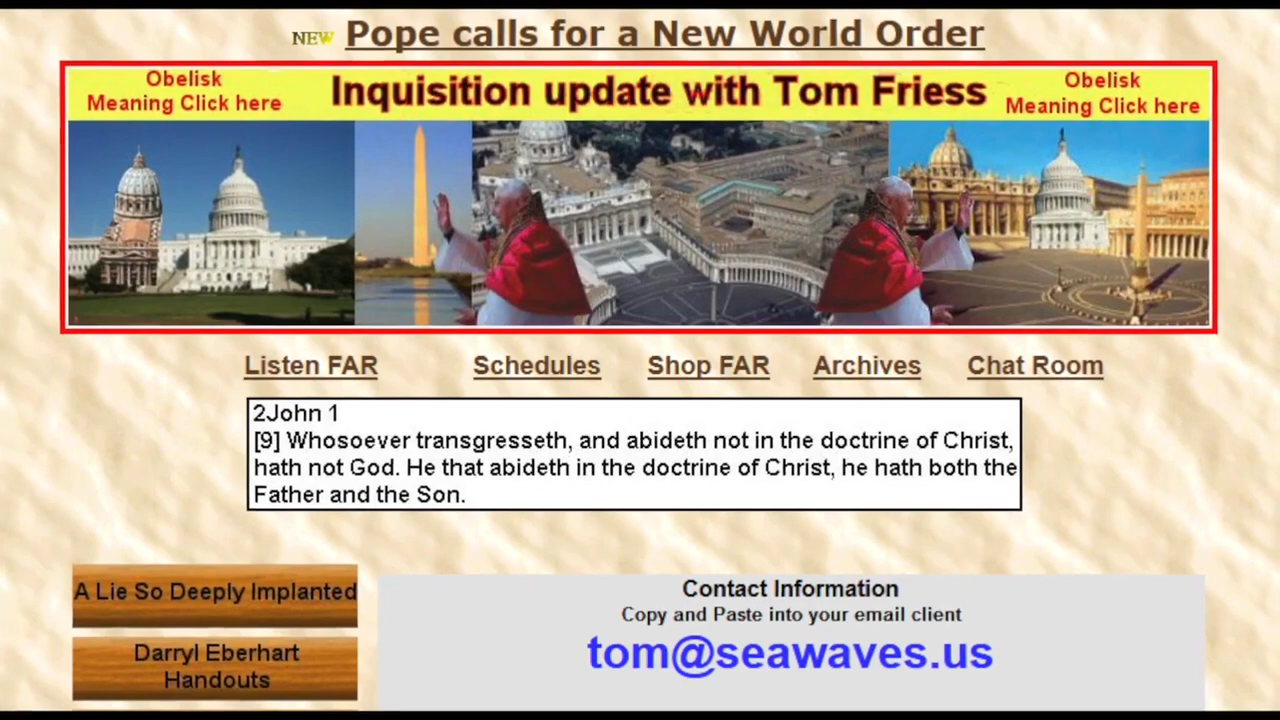 NEW Pope calls for a New World Order
Obelisk
Meaning Click here
Inquisition update with Tom Friess
Obelisk
Meaning Click here
Listen FAR Schedules Shop FAR Archives Chat Room
2John 1
[9] Whosoever transgresseth, and abideth not in the doctrine of Christ,
hath not God. He that abideth in the doctrine of Christ, he hath both the
Father and the Son.
A Lie So Deeply Implanted
Darryl Eberhart
Handouts
Contact Information
Copy and Paste into your email client
tom@seawaves.us